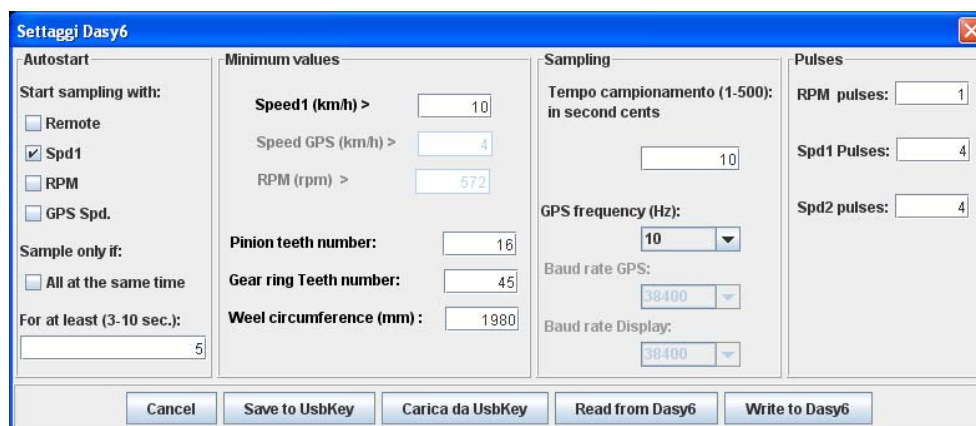 Settaggi Dasy6
Autostart
Start sampling with:
Remote
Spd1
RPM
GPS Spd.
Sample only if:
All at the same time
For at least (3-10 sec.):
5
Minimum values
Speed1 (km/h) > 10
Speed GPS (km/h) > 4
RPM (rpm) > 572
Pinion teeth number: 16
Gear ring Teeth number: 45
Weel circumference (mm) : 1980
Sampling
Tempo campionamento (1-500):
in second cents
10
GPS frequency (Hz):
10
Baud rate GPS:
38400
Baud rate Display:
38400
Pulses
RPM pulses: 1
Spd1 Pulses: 4
Spd2 pulses: 4
Cancel Save to UsbKey Carica da UsbKey Read from Dasy6 Write to Dasy6